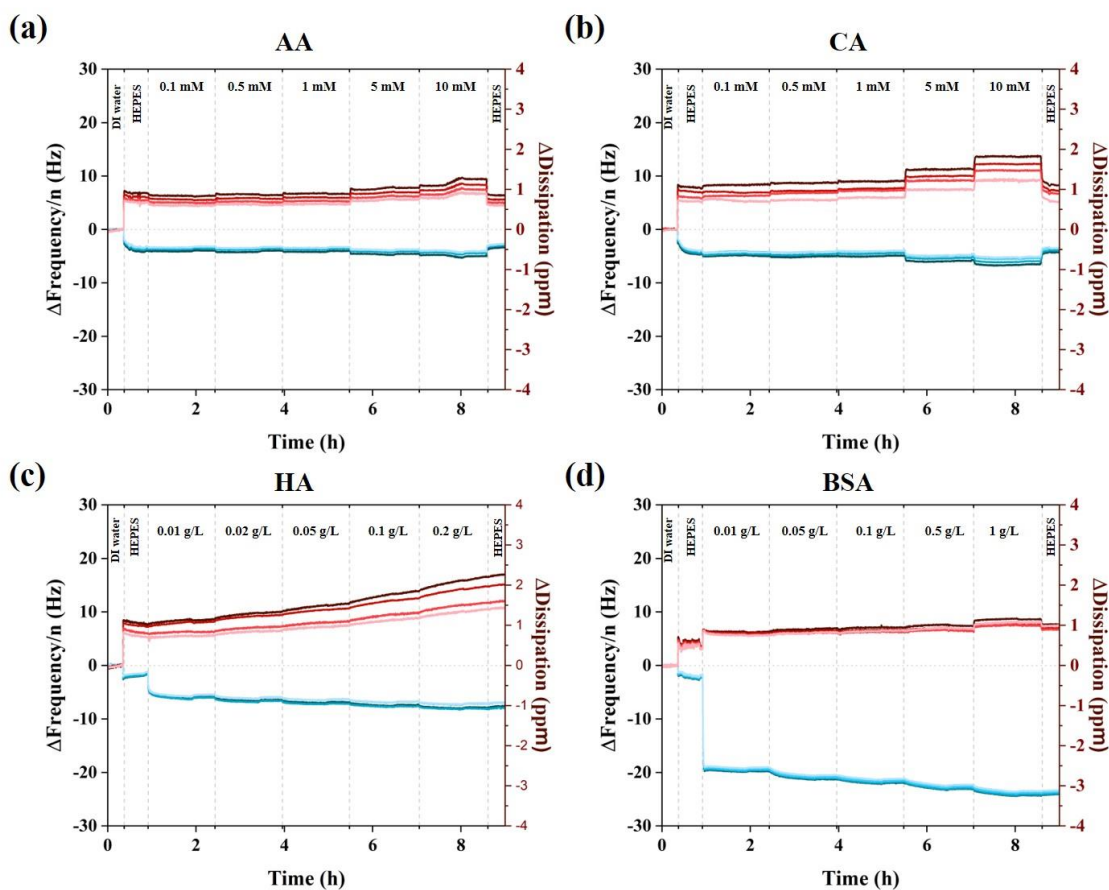 (a)
AA
30
20
10
0
-10
-20
-30
ΔFrequency/n (Hz)
DI water
HEPES
0.1 mM
0.5 mM
1 mM
5 mM
10 mM
HEPES
4
3
2
1
0
-1
-2
-3
-4
ΔDissipation (ppm)
0 2 4 6 8
Time (h)
(b)
CA
30
20
10
0
-10
-20
-30
ΔFrequency/n (Hz)
DI water
HEPES
0.1 mM
0.5 mM
1 mM
5 mM
10 mM
HEPES
4
3
2
1
0
-1
-2
-3
-4
ΔDissipation (ppm)
0 2 4 6 8
Time (h)
(c)
HA
30
20
10
0
-10
-20
-30
ΔFrequency/n (Hz)
DI water
HEPES
0.01 g/L
0.02 g/L
0.05 g/L
0.1 g/L
0.2 g/L
HEPES
4
3
2
1
0
1
2
3
4
ΔDissipation (ppm)
0 2 4 6 8
Time (h)
(d)
BSA
30
20
10
0
-10
-20
-30
ΔFrequency/n (Hz)
DI water
HEPES
0.01 g/L
0.05 g/L
0.1 g/L
0.5 g/L
1 g/L
HEPES
4
3
2
1
0
-1
-2
-3
-4
ΔDissipation (ppm)
0 2 4 6 8
Time (h)